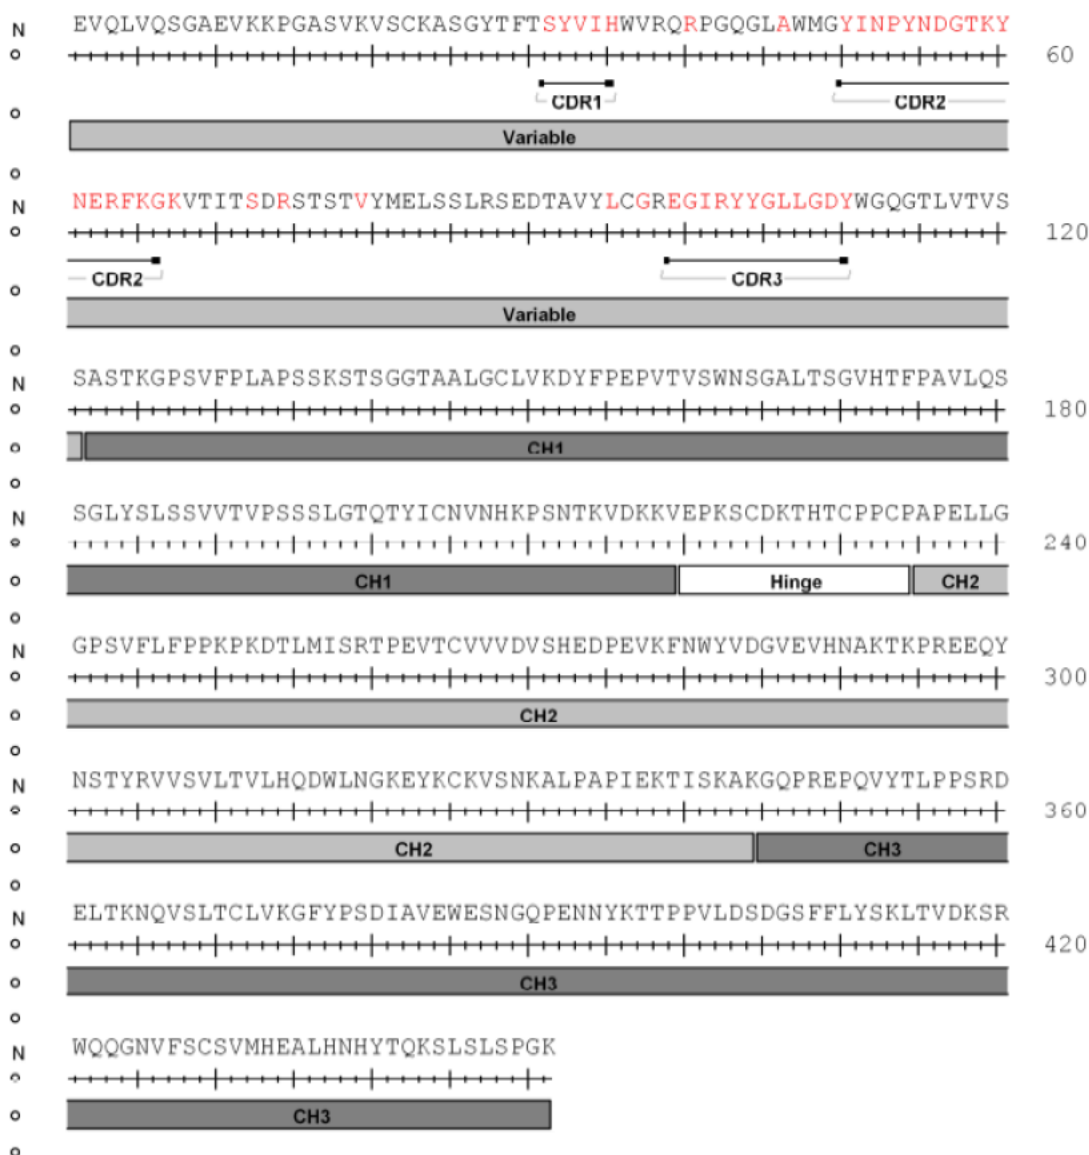 N EVQLVQSGAEVKKPGASVKVSCKASGYTFTSYVIHWVRQRPGQGLAWMGYINPYNDGTKY
o 60
CDR1 CDR2
o
Variable
o
N NERFKGKVTITSDRSTSTVYMELSSLRSEDTAVYLCGREGIRYYGLLGDYWGQGTLVTVS
o 120
CDR2 CDR3
o
Variable
o
N SASTKGPSVFPLAPSSKSTSGGTAALGCLVKDYFPEPVTVSWNSGALTSGVHTFPAVLQS
o 180
o CH1
o
N SGLYSLSSVVTVPSSSLGTQTYICNVNHKPSNTKVDKKVEPKSCDKTHTCPPCPAPELLG
o 240
o CH1 Hinge CH2
o
N GPSVFLFPPKPKDTLMISRTPEVTCVVVDVSHEDPEVKFNWYVDGVEVHNAKTKPREEQY
o 300
o CH2
o
N NSTYRVVSVLTVLHQDWLNGKEYKCKVSNKALPAPIEKTISKAKGQPREPQVYTLPPSRD
o 360
o CH2 CH3
o
N ELTKNQVSLTCLVKGFYPSDIAVEWESNGQPENNYKTTPPVLDSDGSFFLYSKLTVDKSR
o 420
o CH3
o
N WQQGNVFSCSVMHEALHNHYTQKSLSLSPGK
o
o CH3
o